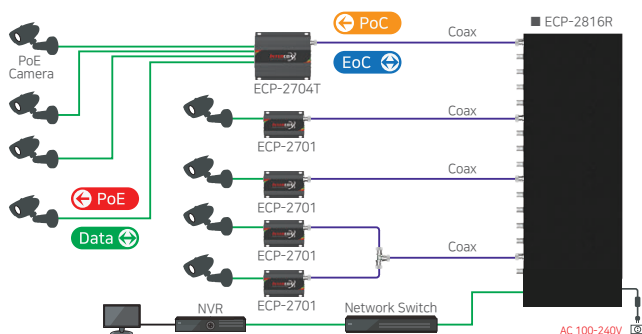 PoC
■ ECP-2816R
Coax
PoE
Camera
EoC
ECP-2704T
Coax
ECP-2701
Coax
ECP-2701
PoE
Data
ECP-2701
Coax
ECP-2701
NVR
Network Switch
AC 100-240V